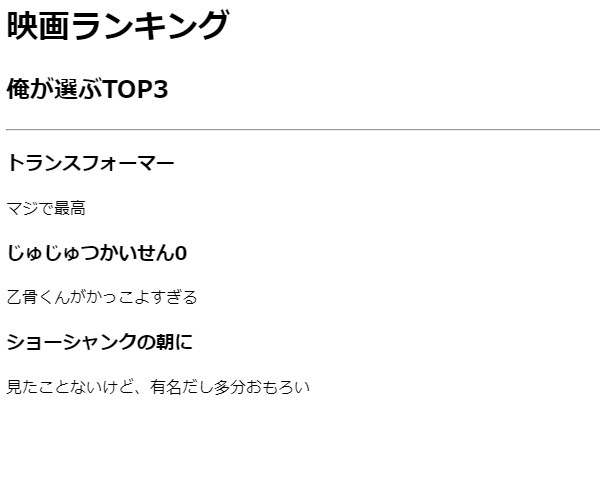 映画ランキング
俺が選ぶTOP3
トランスフォーマー
マジで最高
じゅじゅつかいせん0
乙骨くんがかっこよすぎる
ショーシャンクの朝に
見たことないけど、有名だし多分おもろい